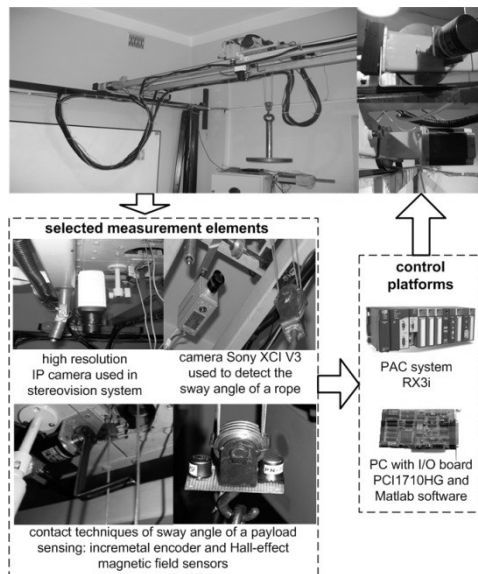 selected measurement elements
high resolution
IP camera used in
stereovision system
camera Sony XCI V3
used to detect the
sway angle of a rope
contact techniques of sway angle of a payload
sensing: incremetal encoder and Hall-effect
magnetic field sensors
control
platforms
PAC system
RX3i
PC with I/O board
PCI1710HG and
Matlab software